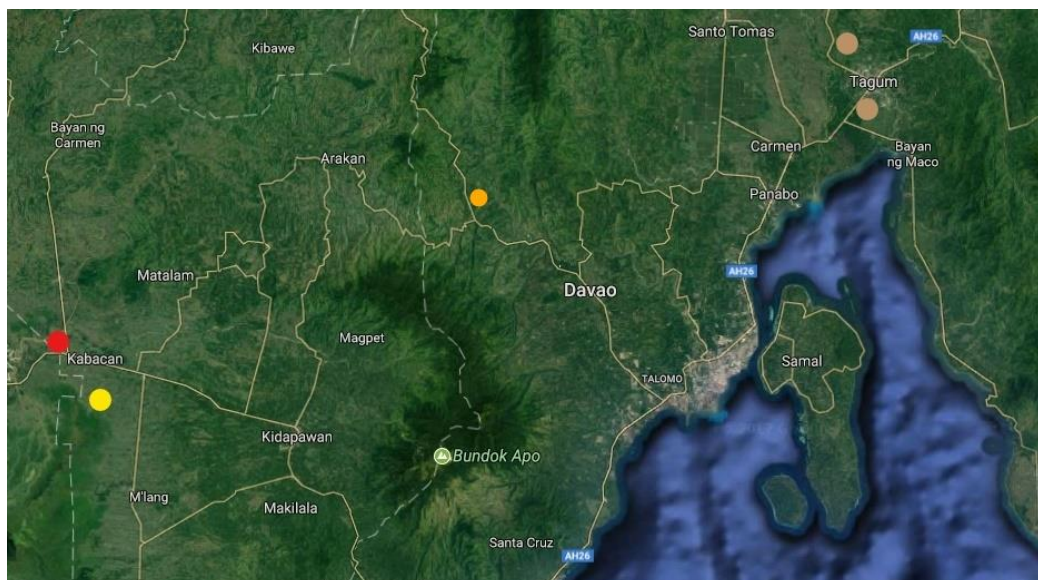 Santo Tomas
AH26
Kibawe
Tagum
Bayan ng
Carmen
Carmen
Bayan
ng Maco
Arakan
Panabo
Matalam
AH26
Davao
Magpet
Kabacan
Samal
TALOMO
Kidapawan
Bundok Apo
M'lang
Makilala
Santa Cruz
AH26